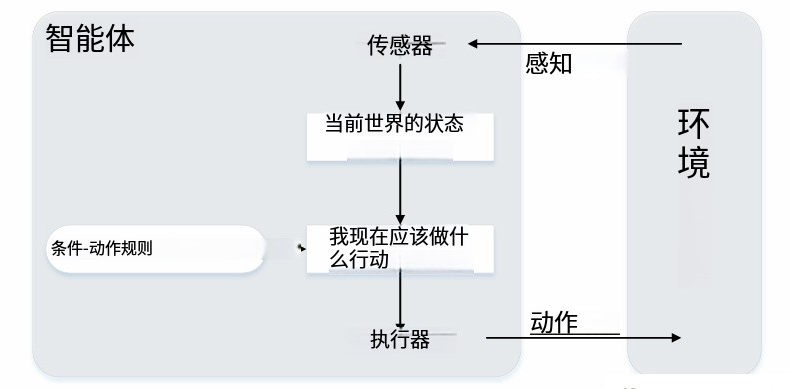 智能体
传感器
感知
当前世界的状态
环
境
条件-动作规则
我现在应该做什
么行动
动作
执行器